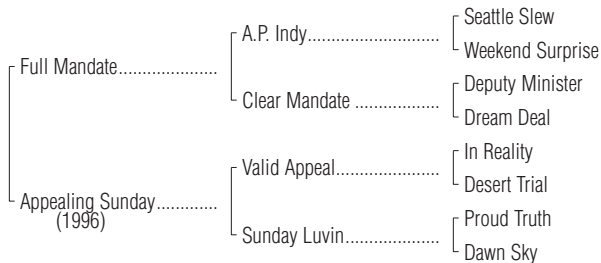 Seattle Slew
A.P. Indy........................
Weekend Surprise
Full Mandate....................
Deputy Minister
Clear Mandate ...............
Dream Deal
In Reality
Valid Appeal...................
Desert Trial
Appealing Sunday............
(1996)
Proud Truth
Sunday Luvin.................
Dawn Sky